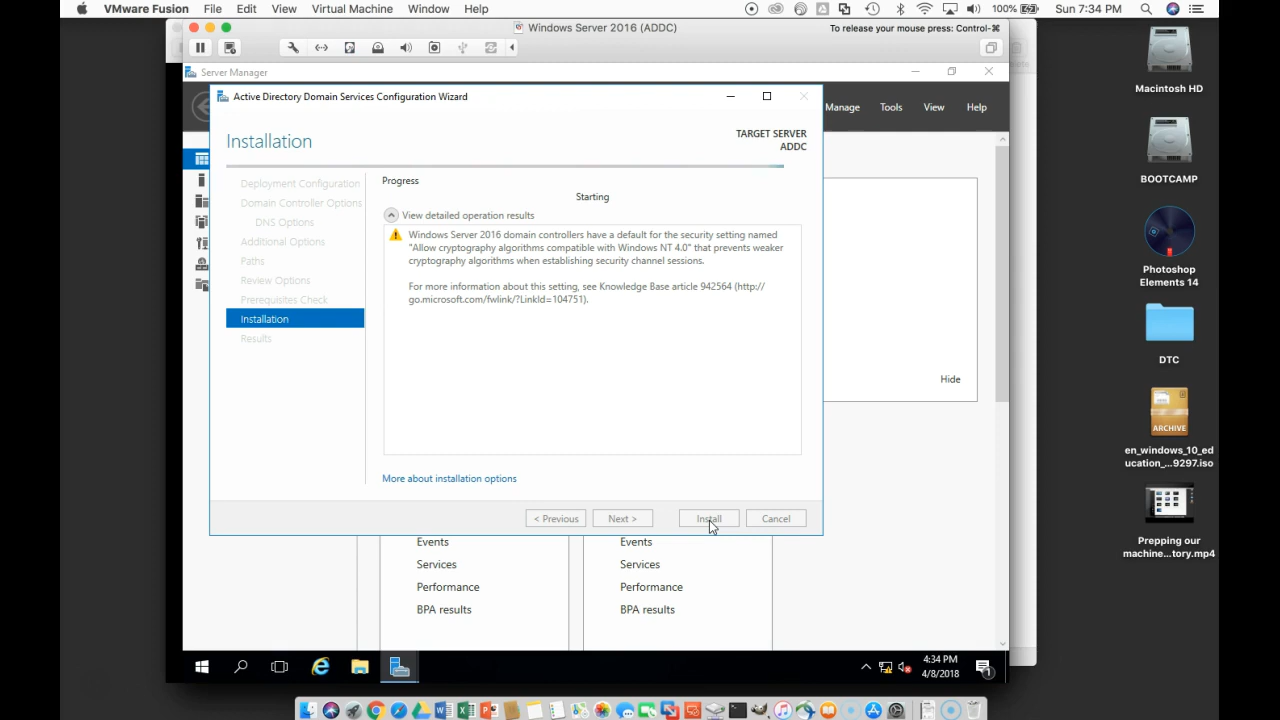 VMware Fusion File Edit View Virtual Machine Window Help 100% Sun 7:34 PM
Windows Server 2016 (ADDC) To release your mouse press: Control-⌘
Server Manager
Manage Tools View Help
Active Directory Domain Services Configuration Wizard
Installation
TARGET SERVER
ADDC
Deployment Configuration
Domain Controller Options
DNS Options
Additional Options
Paths
Review Options
Prerequisites Check
Installation
Results
Progress
Starting
View detailed operation results
Windows Server 2016 domain controllers have a default for the security setting named
"Allow cryptography algorithms compatible with Windows NT 4.0" that prevents weaker
cryptography algorithms when establishing security channel sessions.
For more information about this setting, see Knowledge Base article 942564 (http://
go.microsoft.com/fwlink/?LinkId=104751).
More about installation options
< Previous Next > Install Cancel
Hide
Events
Services
Performance
BPA results
Events
Services
Performance
BPA results
4:34 PM
4/8/2018
1
Macintosh HD
BOOTCAMP
Photoshop
Elements 14
DTC
ARCHIVE
en_windows_10_ed
ucation_...9297.iso
Prepping our
machine...tory.mp4